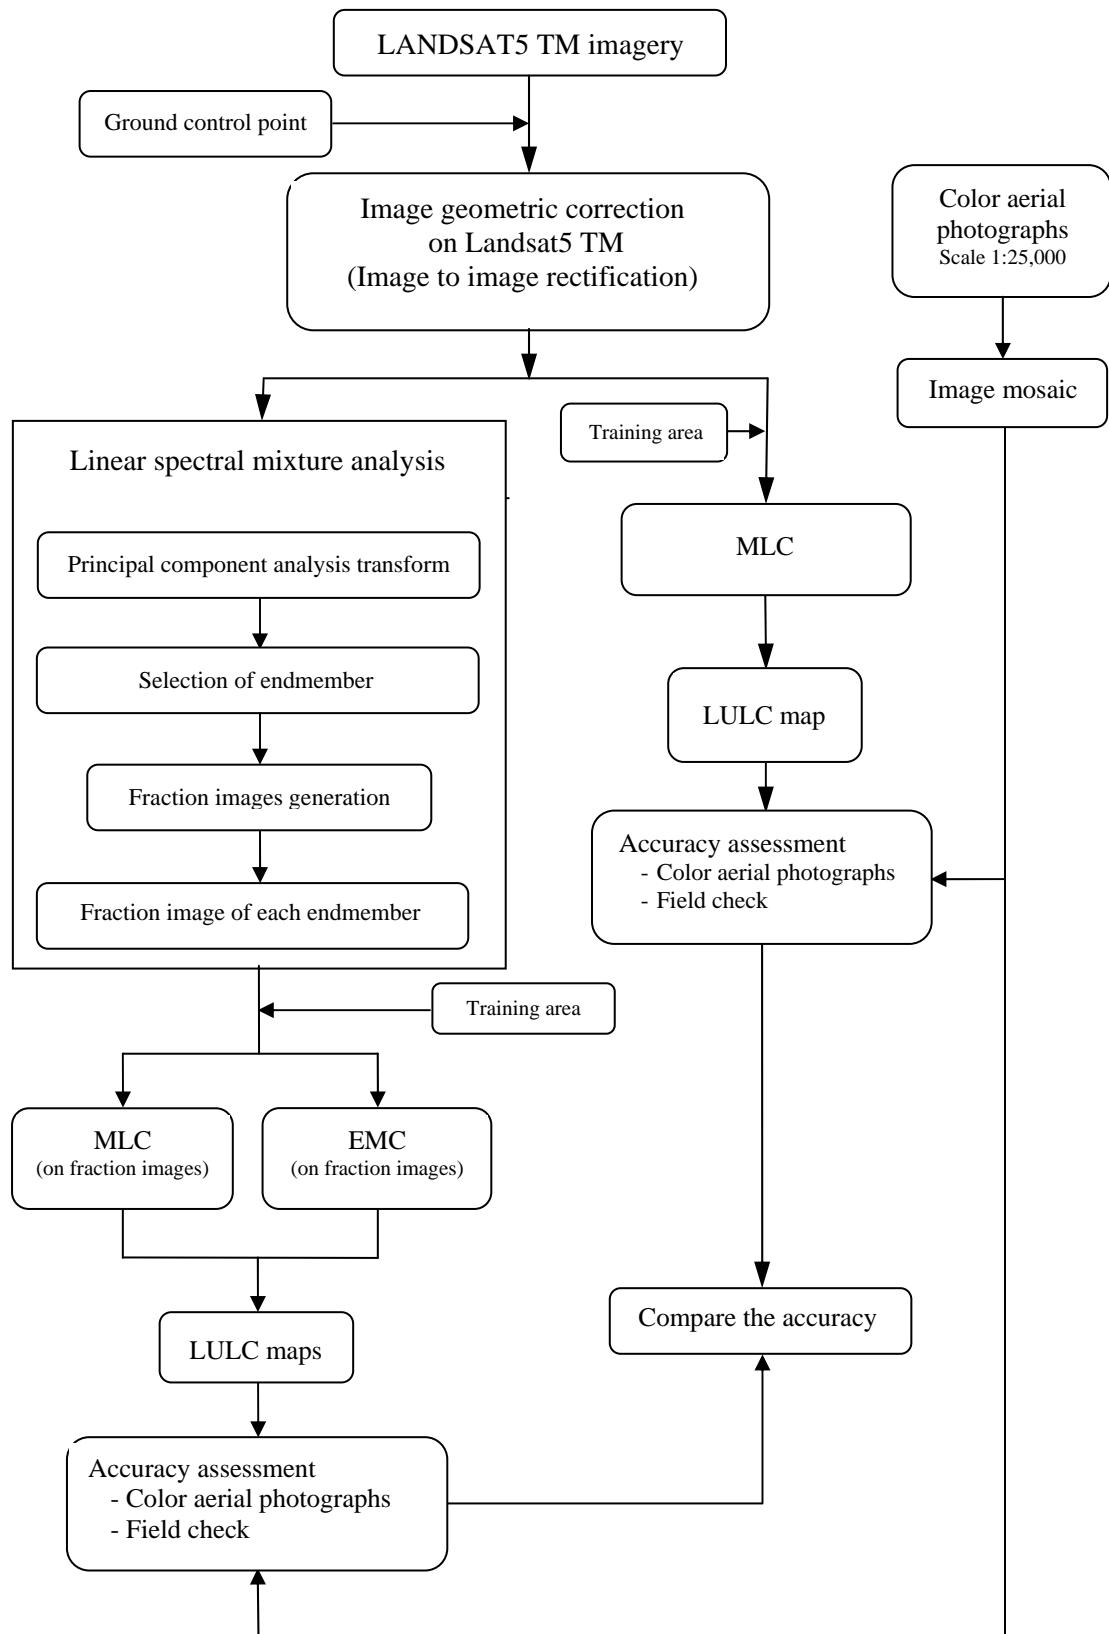 LANDSAT5 TM imagery
Ground control point
Image geometric correction
on Landsat5 TM
(Image to image rectification)
Color aerial
photographs
Scale 1:25,000
Image mosaic
Training area
Linear spectral mixture analysis
Principal component analysis transform
Selection of endmember
Fraction images generation
Fraction image of each endmember
MLC
LULC map
Accuracy assessment
- Color aerial photographs
- Field check
Training area
MLC
(on fraction images)
EMC
(on fraction images)
LULC maps
Compare the accuracy
Accuracy assessment
- Color aerial photographs
- Field check